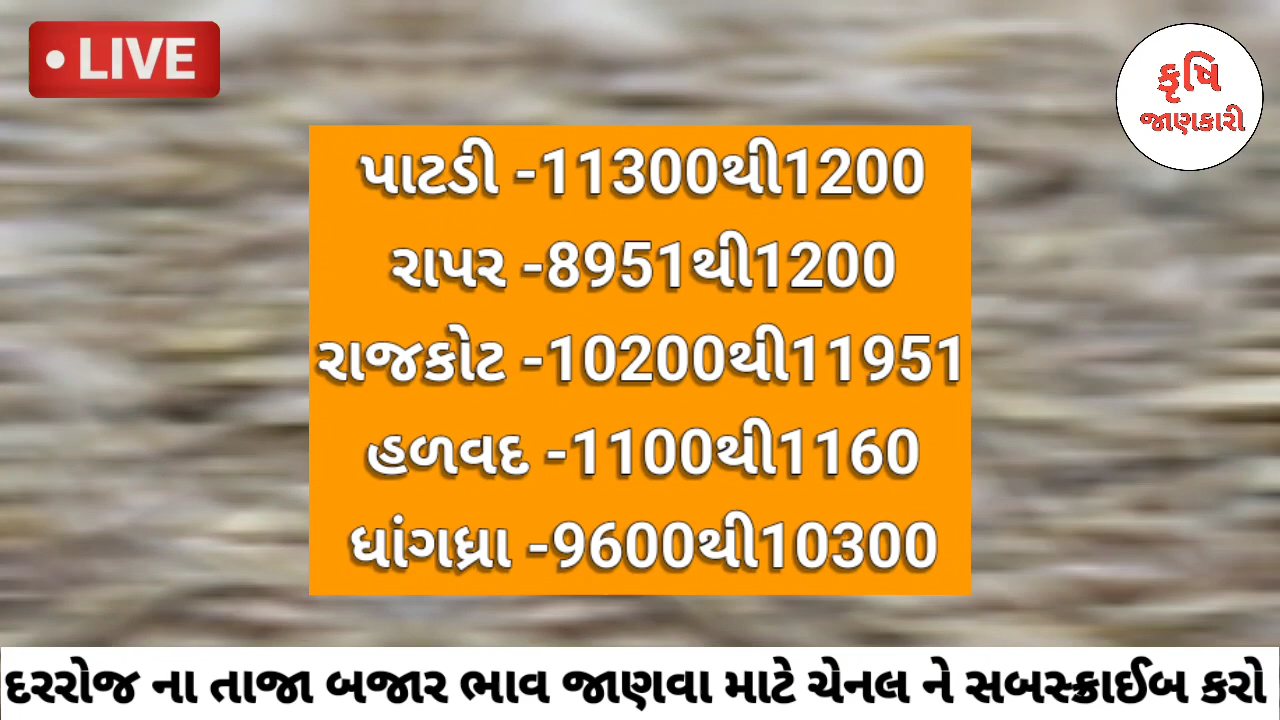 • LIVE
કૃષિ
જાણકારી
પાટડી -11300થી1200
રાપર -8951થી1200
રાજકોટ -10200થી11951
હળવદ -1100થી1160
ધાંગધ્રા -9600થી10300
દરરોજ ના તાજા બજાર ભાવ જાણવા માટે ચેનલ ને સબસ્ક્રાઈબ કરો